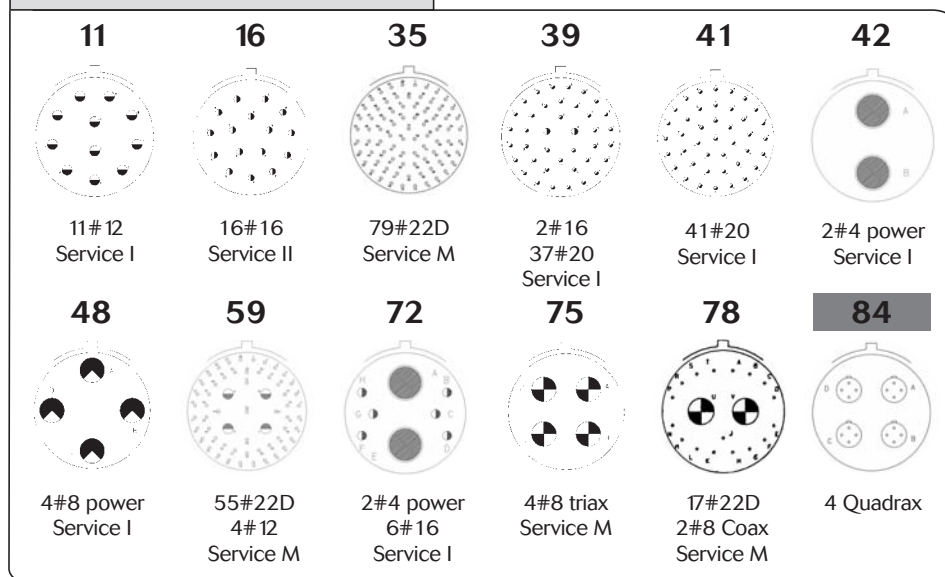 11 16 35 39 41 42
A
B
11#12 16#16 79#22D 2#16 41#20 2#4 power
Service I Service II Service M 37#20 Service I Service I
Service I
48 59 72 75 78 84
H A B
G C
F E D
R S T A B C
U V
D A
C B
4#8 power 55#22D 2#4 power 4#8 triax 17#22D 4 Quadrax
Service I 4#12 6#16 Service M 2#8 Coax
Service M Service I Service M